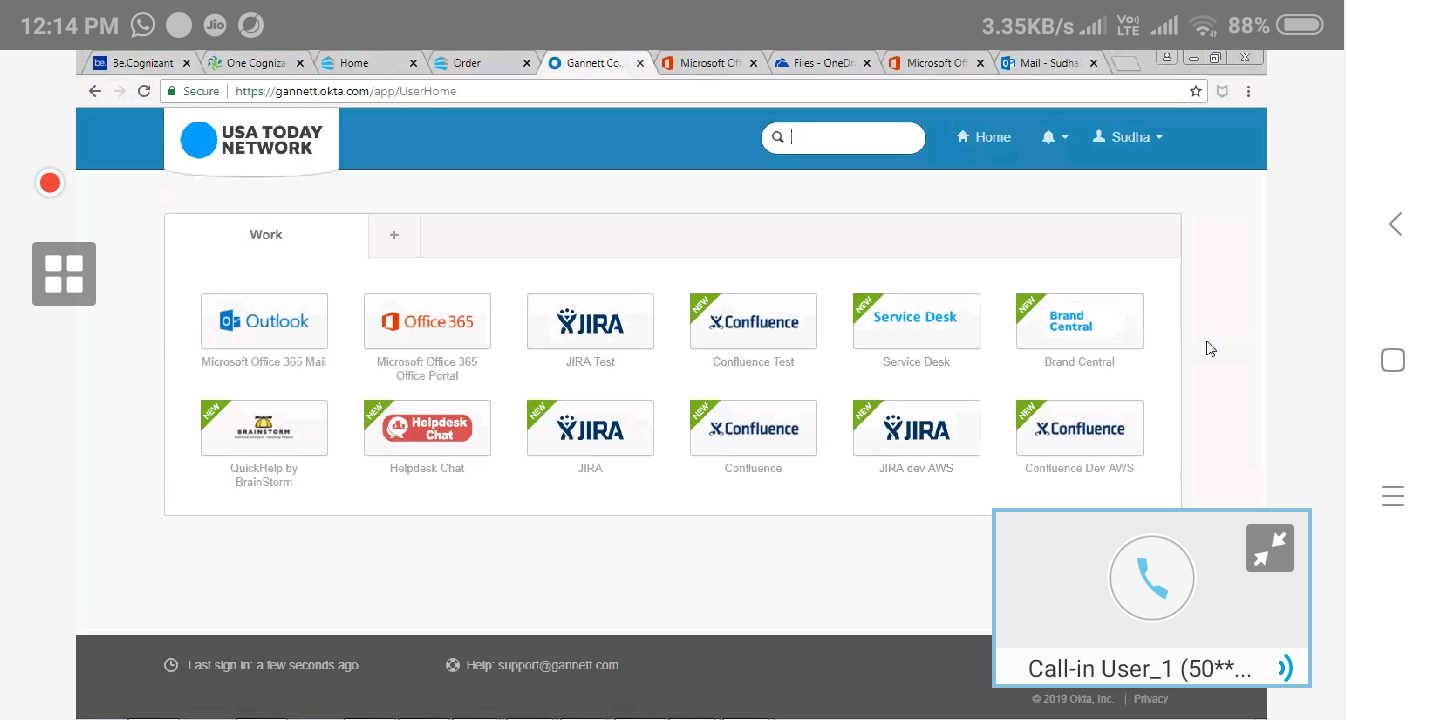 12:14 PM Jio 3.35KB/s Vo) LTE 88%
Be.Cognizant One Cogniza Home Order Gannett Co. Microsoft Off Files - OneDr Microsoft Off Mail - Sudha.
Secure | https://gannett.okta.com/app/UserHome
USA TODAY
NETWORK
Home Sudha
Work +
Outlook Office 365 JIRA NEW Confluence NEW Service Desk NEW Brand
Central
Microsoft Office 365 Mail Microsoft Office 365
Office Portal JIRA Test Confluence Test Service Desk Brand Central
NEW BRAINSTORM NEW Helpdesk
Chat NEW JIRA NEW Confluence NEW JIRA NEW Confluence
QuickHelp by
BrainStorm Helpdesk Chat JIRA Confluence JIRA dev AWS Confluence Dev AWS
Last sign in: a few seconds ago Help: support@gannett.com
Call-in User_1 (50**...
© 2019 Okta, Inc. | Privacy